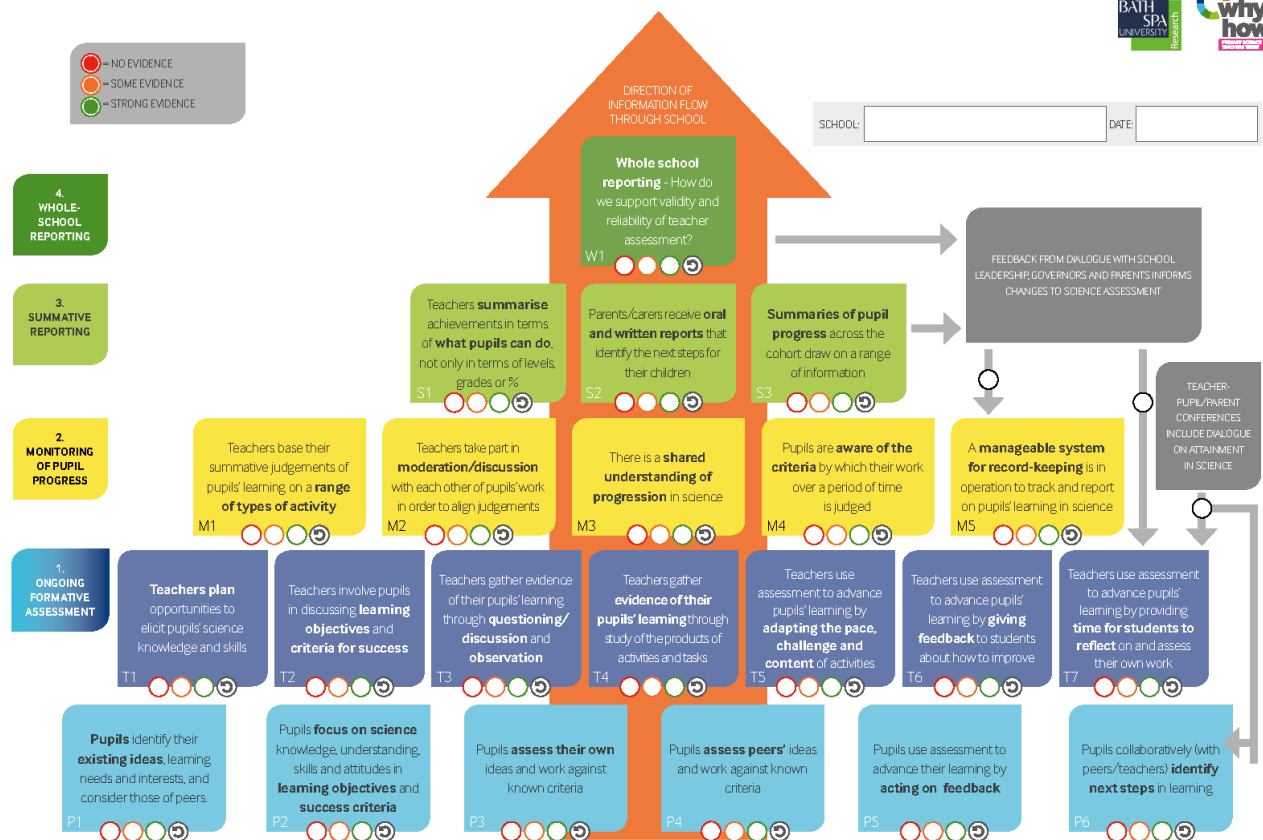 BATH
SPA
UNIVERSITY
Research
why
how
= NO EVIDENCE
= SOME EVIDENCE
= STRONG EVIDENCE
DIRECTION OF
INFORMATION FLOW
THROUGH SCHOOL
SCHOOL:
DATE:
4.
WHOLE-
SCHOOL
REPORTING
Whole school
reporting - How do
we support validity and
reliability of teacher
assessment?
W1
FEEDBACK FROM DIALOGUE WITH SCHOOL
LEADERSHIP, GOVERNORS AND PARENTS INFORMS
CHANGES TO SCIENCE ASSESSMENT
3.
SUMMATIVE
REPORTING
Teachers summarise
achievements in terms
of what pupils can do,
not only in terms of levels,
grades or %
S1
Parents/carers receive oral
and written reports that
identify the next steps for
their children
S2
Summaries of pupil
progress across the
cohort draw on a range
of information
S3
TEACHER-
PUPIL/PARENT
CONFERENCES
INCLUDE DIALOGUE
ON ATTAINMENT
IN SCIENCE
2.
MONITORING
OF PUPIL
PROGRESS
Teachers base their
summative judgements of
pupils' learning on a range
of types of activity
M1
Teachers take part in
moderation/discussion
with each other of pupils' work
in order to align judgements
M2
There is a shared
understanding of
progression in science
M3
Pupils are aware of the
criteria by which their work
over a period of time
is judged
M4
A manageable system
for record-keeping is in
operation to track and report
on pupils' learning in science
M5
1.
ONGOING
FORMATIVE
ASSESSMENT
Teachers plan
opportunities to
elicit pupils' science
knowledge and skills
T1
Teachers involve pupils
in discussing learning
objectives and
criteria for success
T2
Teachers gather evidence
of their pupils' learning
through questioning/
discussion and
observation
T3
Teachers gather
evidence of their
pupils' learning through
study of the products of
activities and tasks
T4
Teachers use
assessment to advance
pupils' learning by
adapting the pace,
challenge and
content of activities
T5
Teachers use assessment
to advance pupils'
learning by giving
feedback to students
about how to improve
T6
Teachers use assessment
to advance pupils'
learning by providing
time for students to
reflect on and assess
their own work
T7
Pupils identify their
existing ideas, learning
needs and interests, and
consider those of peers.
P1
Pupils focus on science
knowledge, understanding,
skills and attitudes in
learning objectives and
success criteria
P2
Pupils assess their own
ideas and work against
known criteria
P3
Pupils assess peers' ideas
and work against known
criteria
P4
Pupils use assessment to
advance their learning by
acting on feedback
P5
Pupils collaboratively (with
peers/teachers) identify
next steps in learning
P6